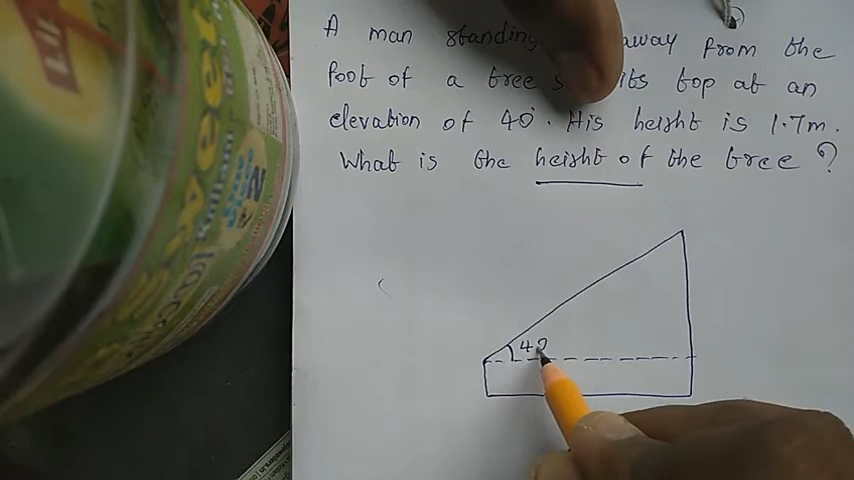 A man standing away from the
foot of a tree s its top at an
elevation of 40°. His height is 1.7m.
What is the height of the tree ?
40